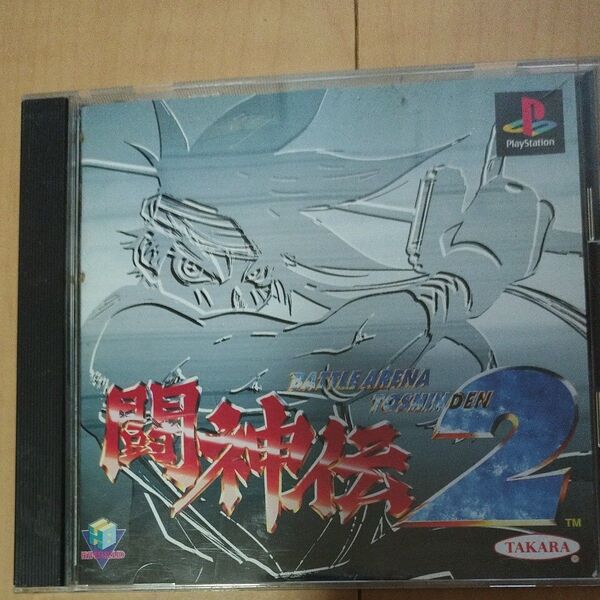 PlayStation
BATTLE ARENA
TOSHINDEN
闘神伝2
TM
TAKARA
®